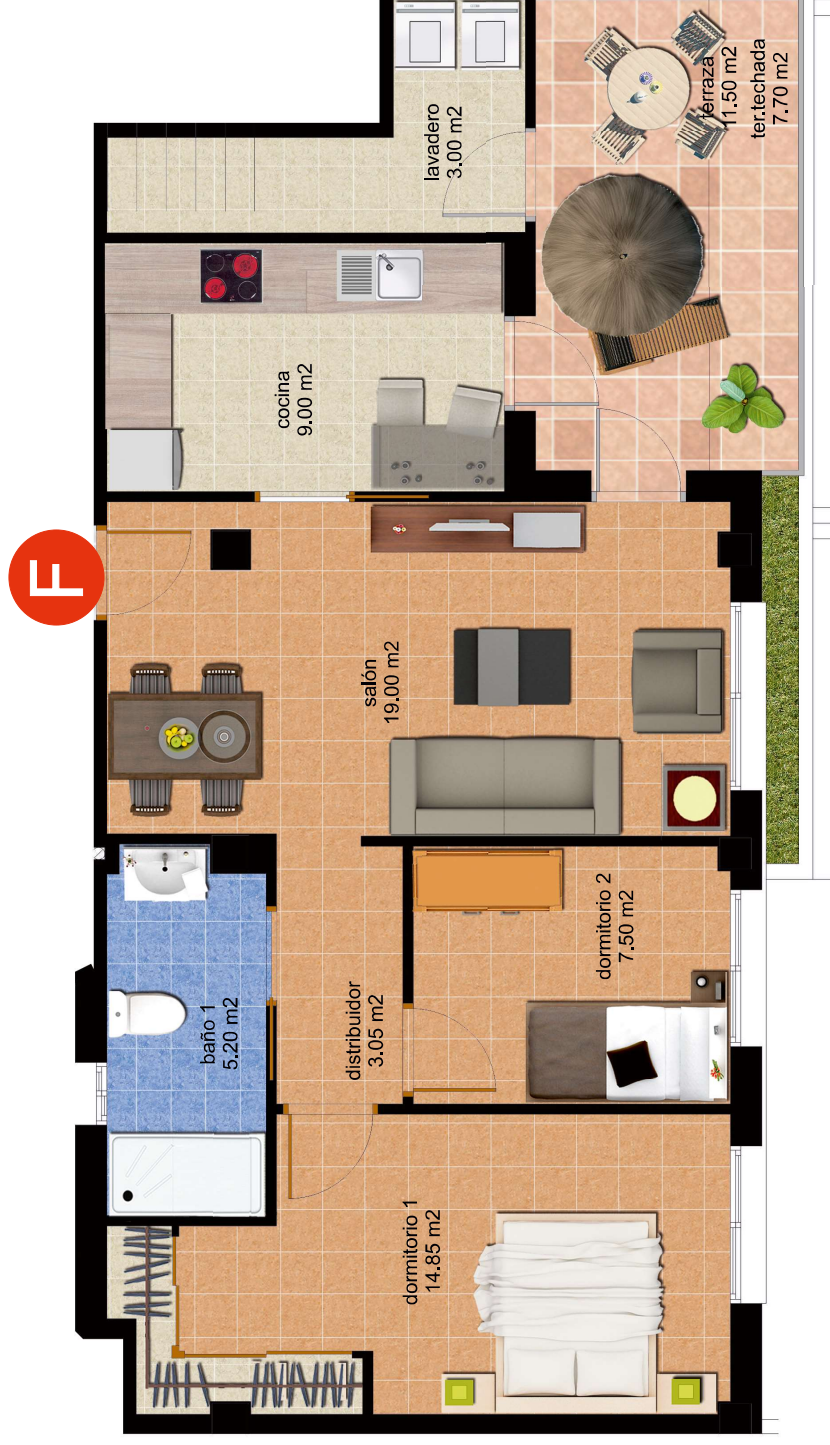 F
terraza
11.50 m2
ter.techada
7.70 m2
lavadero
3.00 m2
cocina
9.00 m2
salón
19.00 m2
baño 1
5.20 m2
distribuidor
3.05 m2
dormitorio 2
7.50 m2
dormitorio 1
14.85 m2